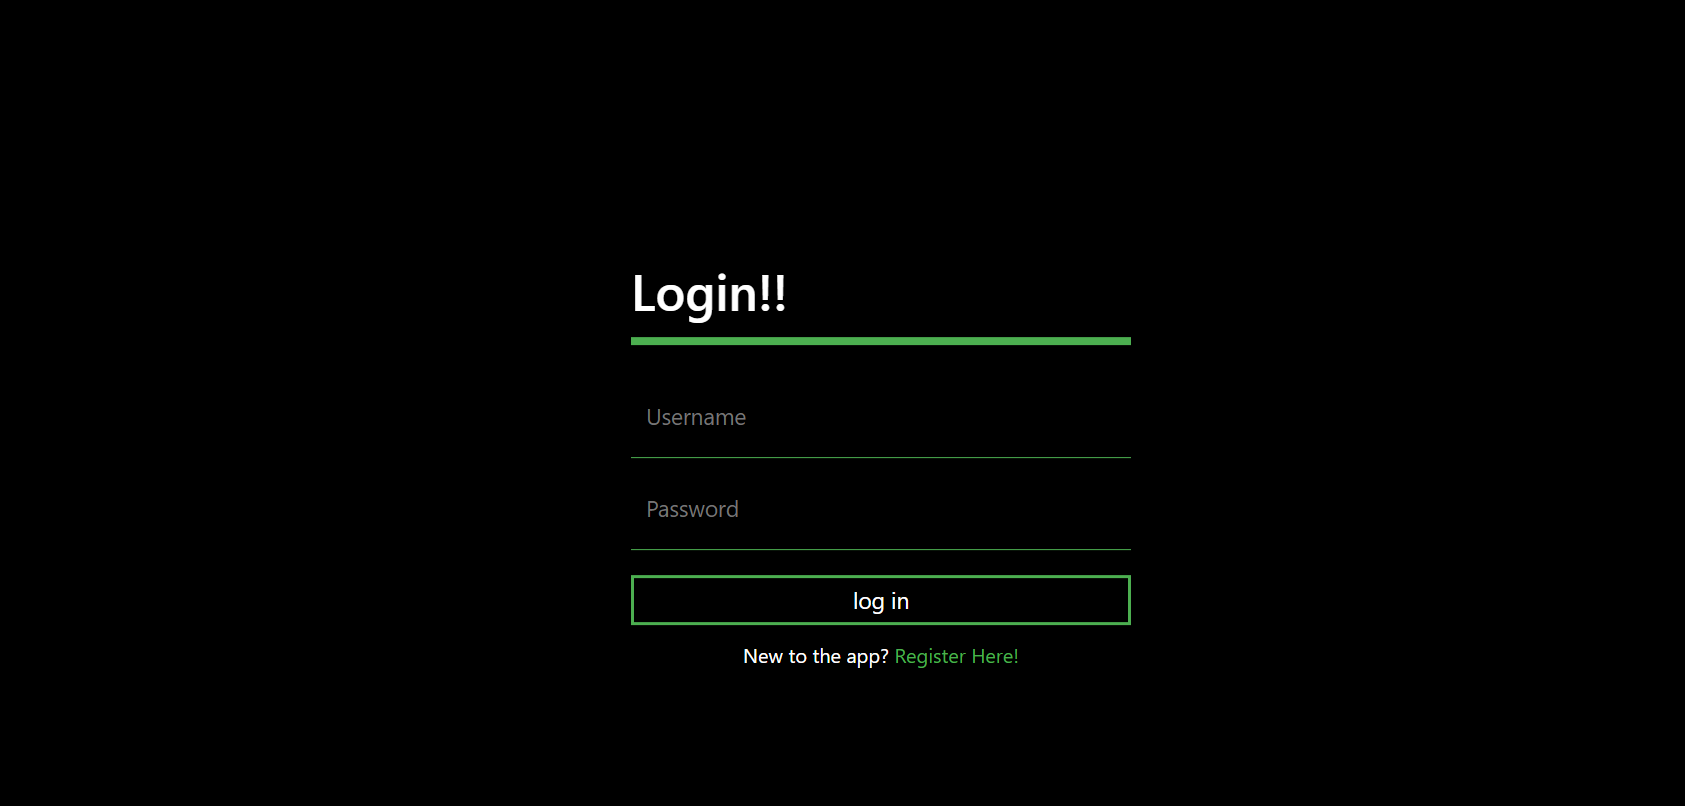 Login!!
Username
Password
log in
New to the app? Register Here!